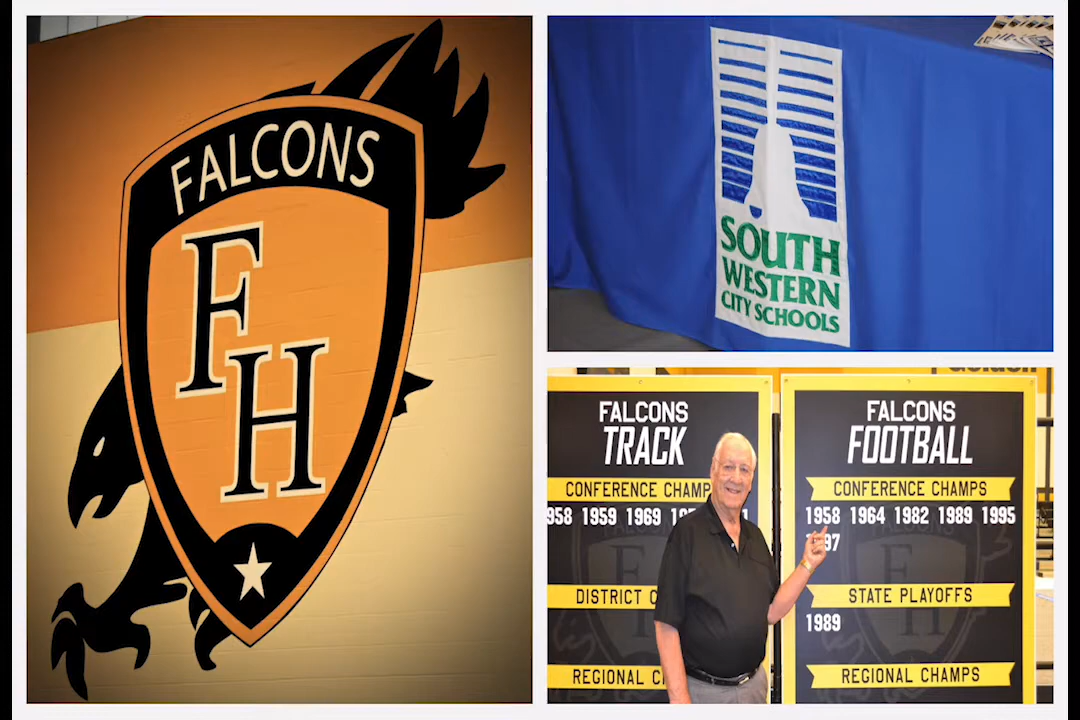 FALCONS
F
H
SOUTH
WESTERN
CITY SCHOOLS
FALCONS
TRACK
CONFERENCE CHAMP
958 1959 1969
DISTRICT
REGIONAL
FALCONS
FOOTBALL
CONFERENCE CHAMPS
1958 1964 1982 1989 1995
STATE PLAYOFFS
1989
REGIONAL CHAMPS